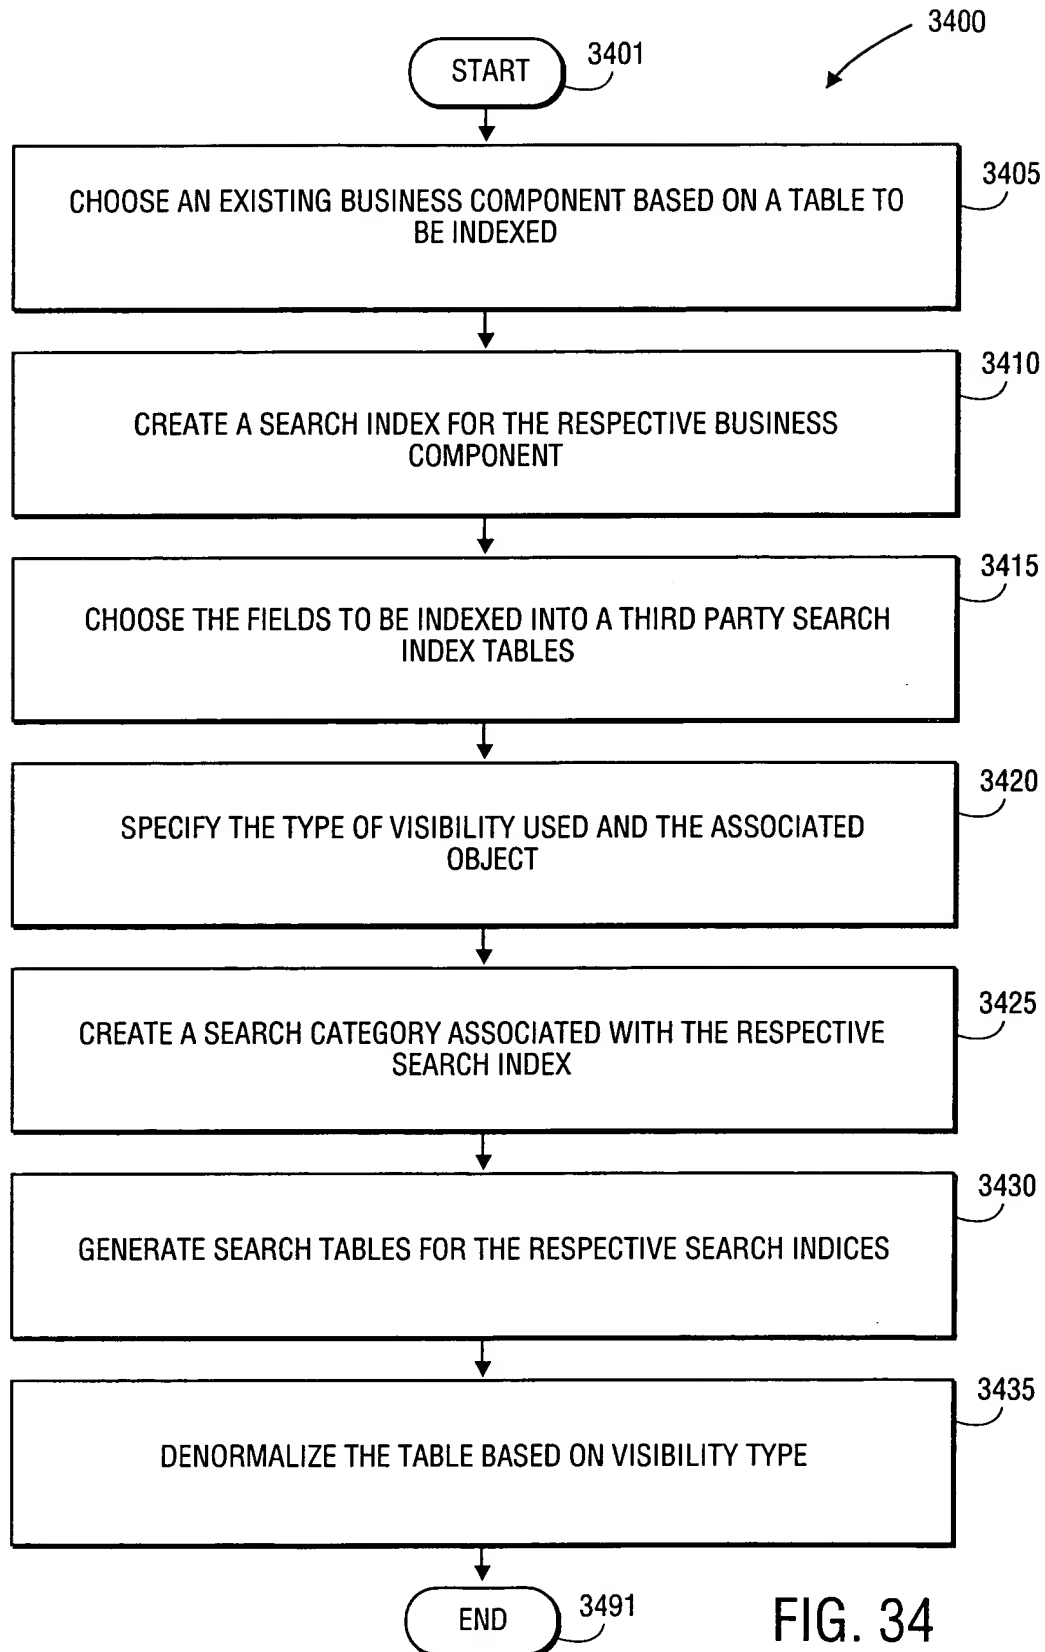 3400
START
3401
CHOOSE AN EXISTING BUSINESS COMPONENT BASED ON A TABLE TO
BE INDEXED
3405
CREATE A SEARCH INDEX FOR THE RESPECTIVE BUSINESS
COMPONENT
3410
CHOOSE THE FIELDS TO BE INDEXED INTO A THIRD PARTY SEARCH
INDEX TABLES
3415
SPECIFY THE TYPE OF VISIBILITY USED AND THE ASSOCIATED
OBJECT
3420
CREATE A SEARCH CATEGORY ASSOCIATED WITH THE RESPECTIVE
SEARCH INDEX
3425
GENERATE SEARCH TABLES FOR THE RESPECTIVE SEARCH INDICES
3430
DENORMALIZE THE TABLE BASED ON VISIBILITY TYPE
3435
END
3491
FIG. 34